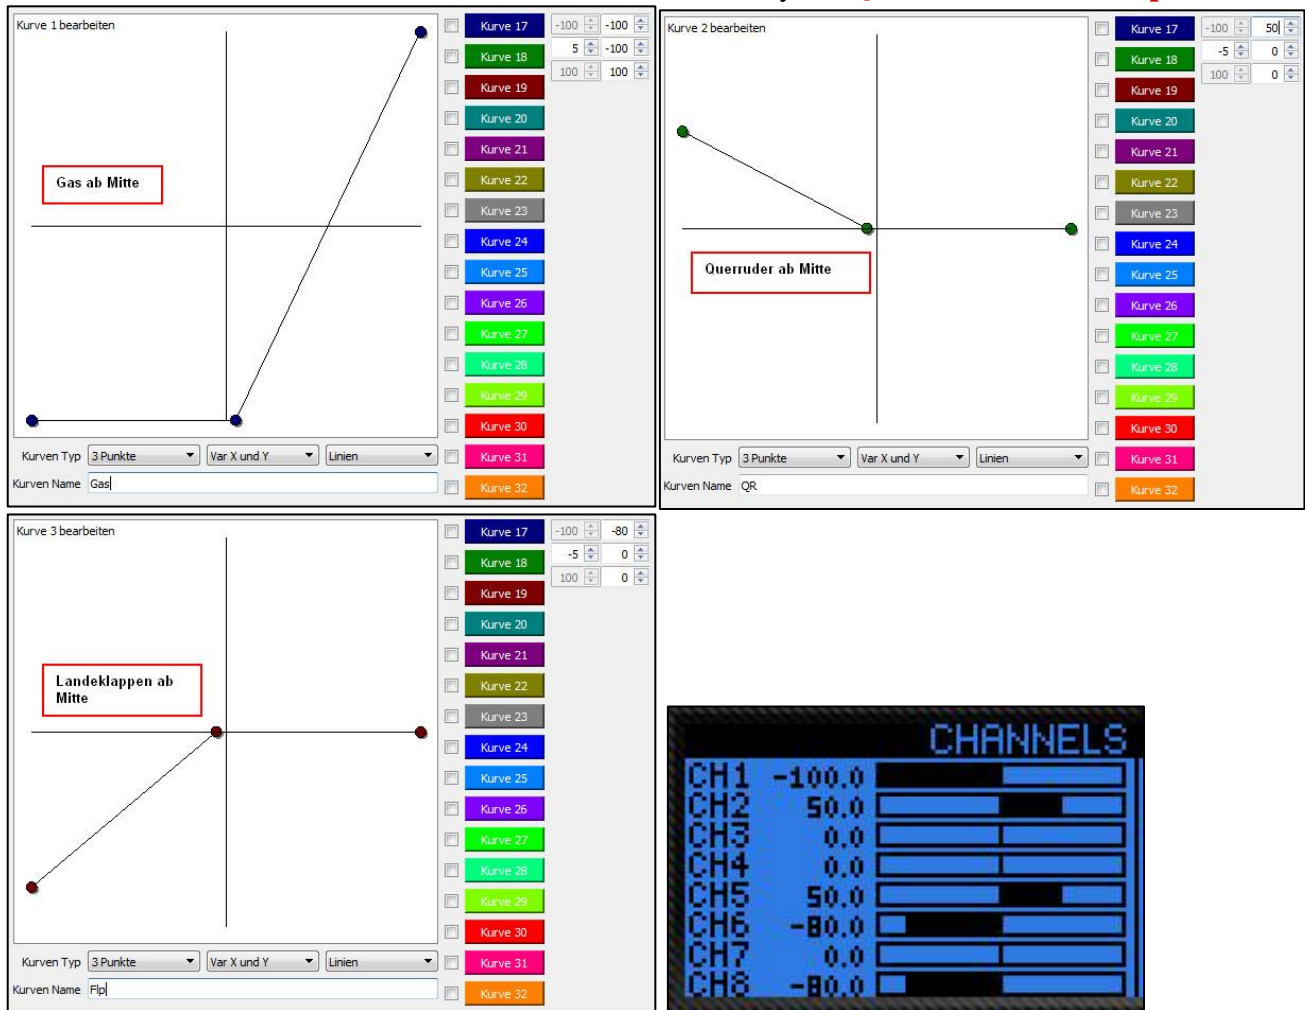 Kurve 1 bearbeiten
Gas ab Mitte
Kurve 17
Kurve 18
Kurve 19
Kurve 20
Kurve 21
Kurve 22
Kurve 23
Kurve 24
Kurve 25
Kurve 26
Kurve 27
Kurve 28
Kurve 29
Kurve 30
Kurve 31
Kurve 32
-100 -100
5 -100
100 100
Kurven Typ 3 Punkte Var X und Y Linien
Kurven Name Gas
Kurve 2 bearbeiten
Querruder ab Mitte
Kurve 17
Kurve 18
Kurve 19
Kurve 20
Kurve 21
Kurve 22
Kurve 23
Kurve 24
Kurve 25
Kurve 26
Kurve 27
Kurve 28
Kurve 29
Kurve 30
Kurve 31
Kurve 32
-100 50
-5 0
100 0
Kurven Typ 3 Punkte Var X und Y Linien
Kurven Name QR
Kurve 3 bearbeiten
Landeklappen ab
Mitte
Kurve 17
Kurve 18
Kurve 19
Kurve 20
Kurve 21
Kurve 22
Kurve 23
Kurve 24
Kurve 25
Kurve 26
Kurve 27
Kurve 28
Kurve 29
Kurve 30
Kurve 31
Kurve 32
-100 -80
-5 0
100 0
Kurven Typ 3 Punkte Var X und Y Linien
Kurven Name Flp
CHANNELS
CH1 -100.0
CH2 50.0
CH3 0.0
CH4 0.0
CH5 50.0
CH6 -80.0
CH7 0.0
CH8 -80.0